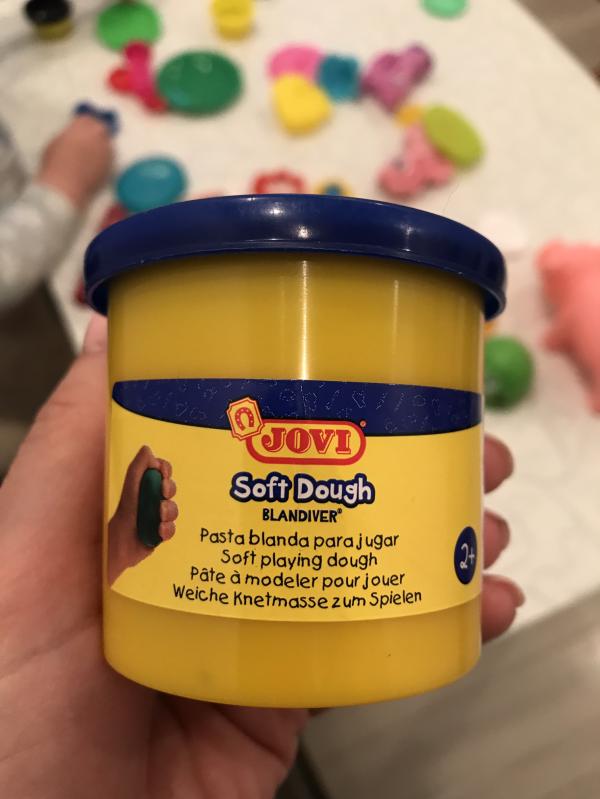 JOVI®
Soft Dough
BLANDIVER®
Pasta blanda para jugar
Soft playing dough
Pâte à modeler pour jouer
Weiche Knetmasse zum Spielen
2+